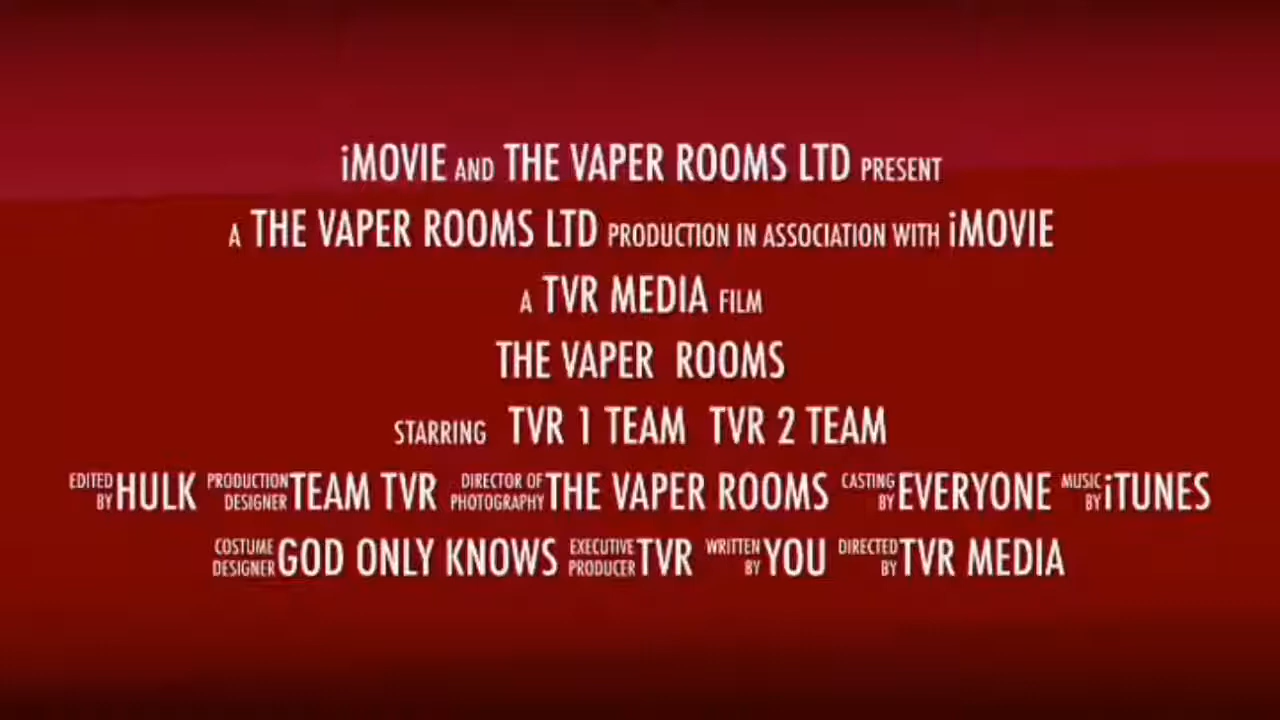 iMOVIE AND THE VAPER ROOMS LTD PRESENT
A THE VAPER ROOMS LTD PRODUCTION IN ASSOCIATION WITH iMOVIE
A TVR MEDIA FILM
THE VAPER ROOMS
STARRING TVR 1 TEAM TVR 2 TEAM
EDITED BY HULK PRODUCTION DESIGNER TEAM TVR DIRECTOR OF PHOTOGRAPHY THE VAPER ROOMS CASTING BY EVERYONE MUSIC BY iTUNES
COSTUME DESIGNER GOD ONLY KNOWS EXECUTIVE PRODUCER TVR WRITTEN BY YOU DIRECTED BY TVR MEDIA